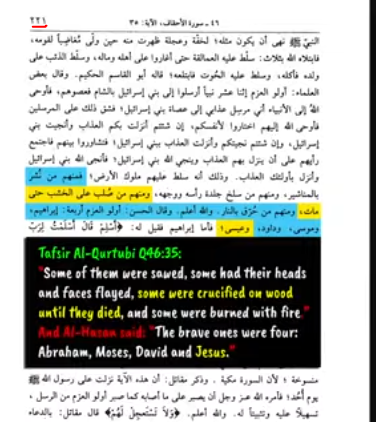 ٢٢١
٤٦ - سورة الأحقاف، الآية: ٣٥
النبيّ ﷺ نهى أن يكون مثله؛ لخفّة وعجلة ظهرت منه حين ولّى مُغاضِباً لقومه،
فابتلاه الله بثلاث: سلّط عليه العمالقة حتى أغاروا على أهله وماله، وسلّط الذئب على
ولده فأكله، وسلّط عليه الحُوت فابتلعه؛ قاله أبو القاسم الحكيم. وقال بعض
العلماء: أولو العزم إثنا عشر نبياً أرسلوا إلى بني إسرائيل بالشام فعصوهم، فأوحى
اللهُ إلى الأنبياء أني مرسل عذابي إلى عصاة بني إسرائيل؛ فشق ذلك على المرسلين
فأوحى الله إليهم اختاروا لأنفسكم، إن شئتم أنزلت بكم العذاب وأنجيت بني
إسرائيل، وإن شئتم نجيتكم وأنزلت العذاب ببني إسرائيل؛ فتشاوروا بينهم فاجتمع
رأيهم على أن ينزل بهم العذاب وينجي الله بني إسرائيل؛ فأنجى الله بني إسرائيل
وأنزل بأولئك العذاب. وذلك أنه سلط عليهم ملوك الأرض؛ فمنهم من نُشر
بالمناشير، ومنهم من سلخ جلدة رأسه ووجهه، ومنهم من صُلب على الخشب حتى
مات، ومنهم من حُرّق بالنار. والله أعلم. وقال الحسن: أولو العزم أربعة: إبراهيم،
وموسى، وداود، وعيسى؛ فأما إبراهيم فقيل له: ﴿أَسْلِمْ قَالَ أَسْلَمْتُ لِرَبِّ
Tafsir Al-Qurtubi Q46:35:
"Some of them were sawed, some had their heads
and faces flayed, some were crucified on wood
until they died, and some were burned with fire."
And Al-Hasan said: "The brave ones were four:
Abraham, Moses, David and Jesus."
منسوخة؛ لأن السورة مكية. وذكر مقاتل: أن هذه الآية نزلت على رسول الله ﷺ
يوم أُحد؛ فأمره الله عز وجل أن يصبر على ما أصابه كما صبر أولو العزم من الرسل،
تسهيلاً عليه وتثبيتاً له. والله أعلم. ﴿وَلَا تَسْتَعْجِل لَّهُمْ﴾ قال مقاتل: بالدعاء